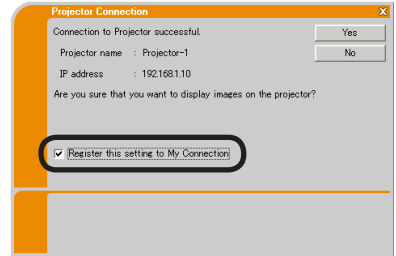 Projector Connection X
Connection to Projector successful. Yes
Projector name : Projector-1 No
IP address : 192.168.1.10
Are you sure that you want to display images on the projector?
Register this setting to My Connection